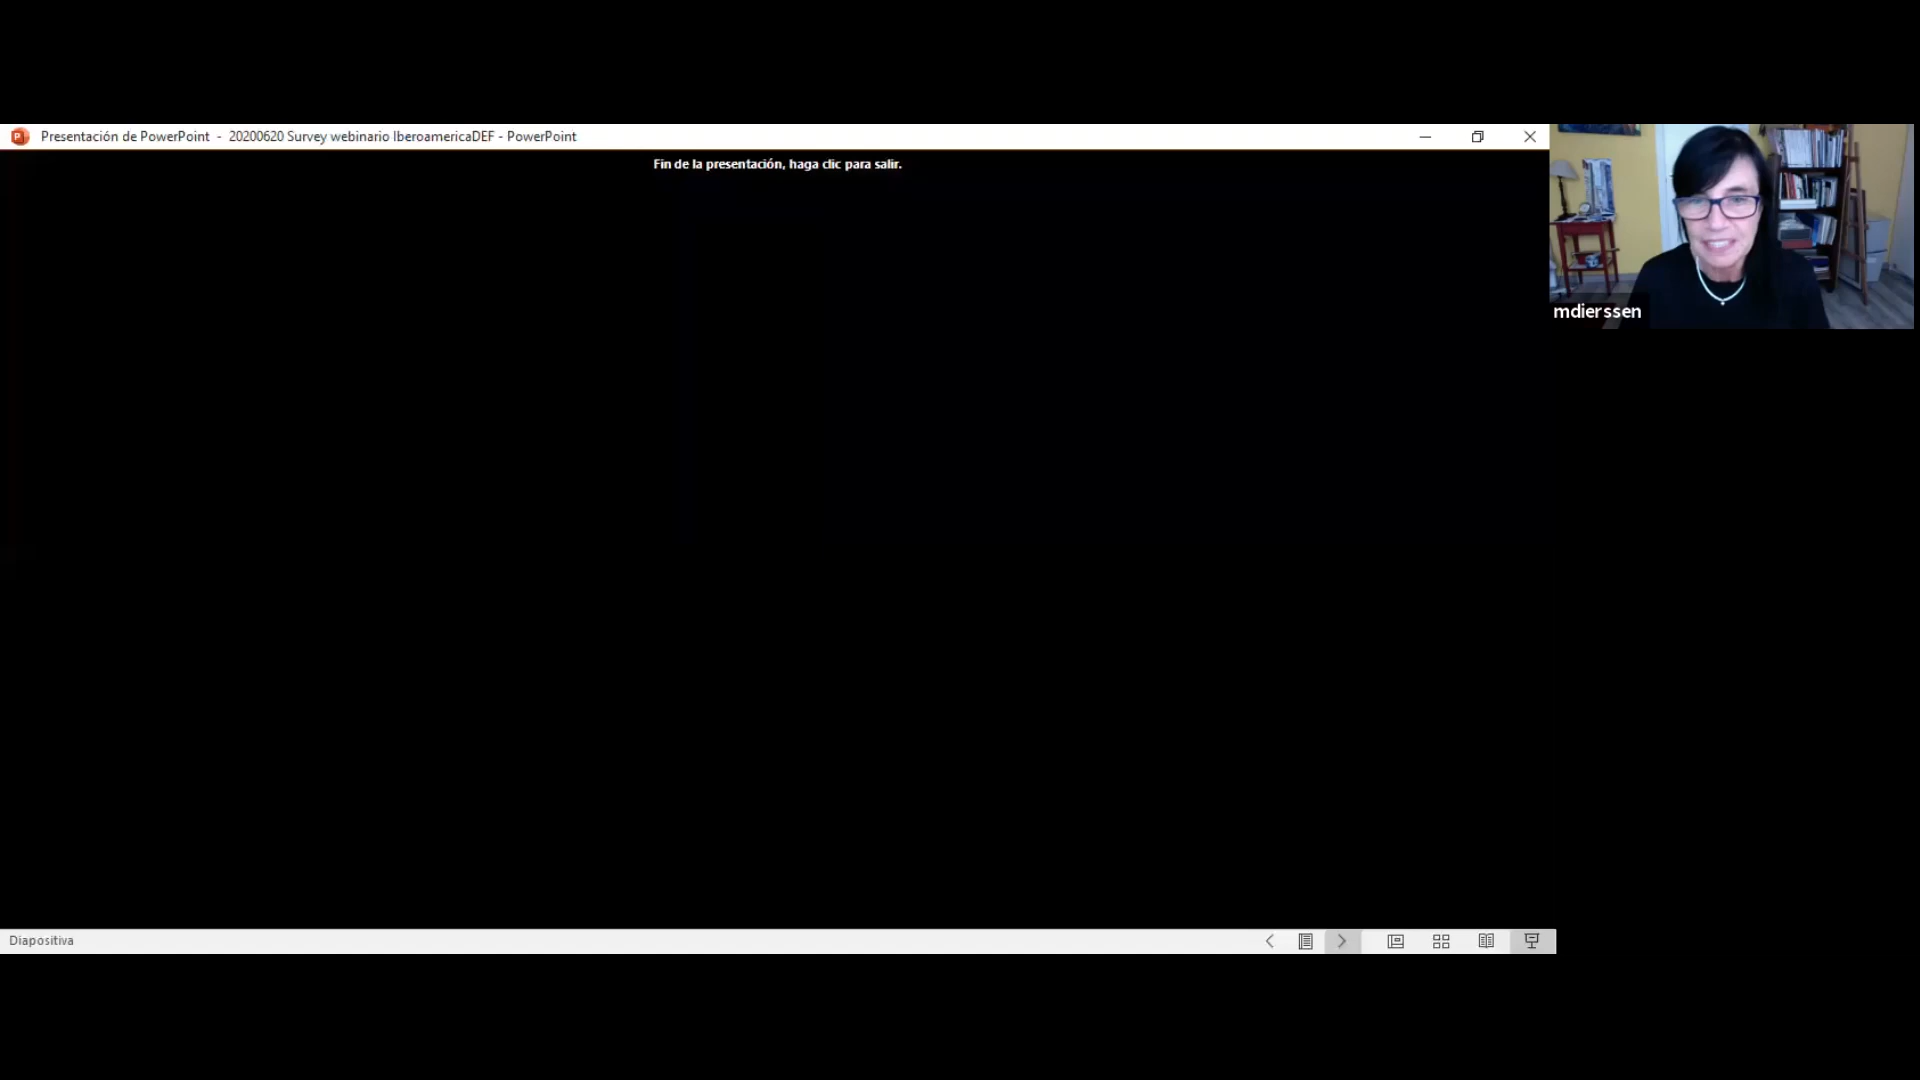 Presentación de PowerPoint - 20200620 Survey webinario IberoamericaDEF - PowerPoint
Fin de la presentación, haga clic para salir.
mdierssen
Diapositiva